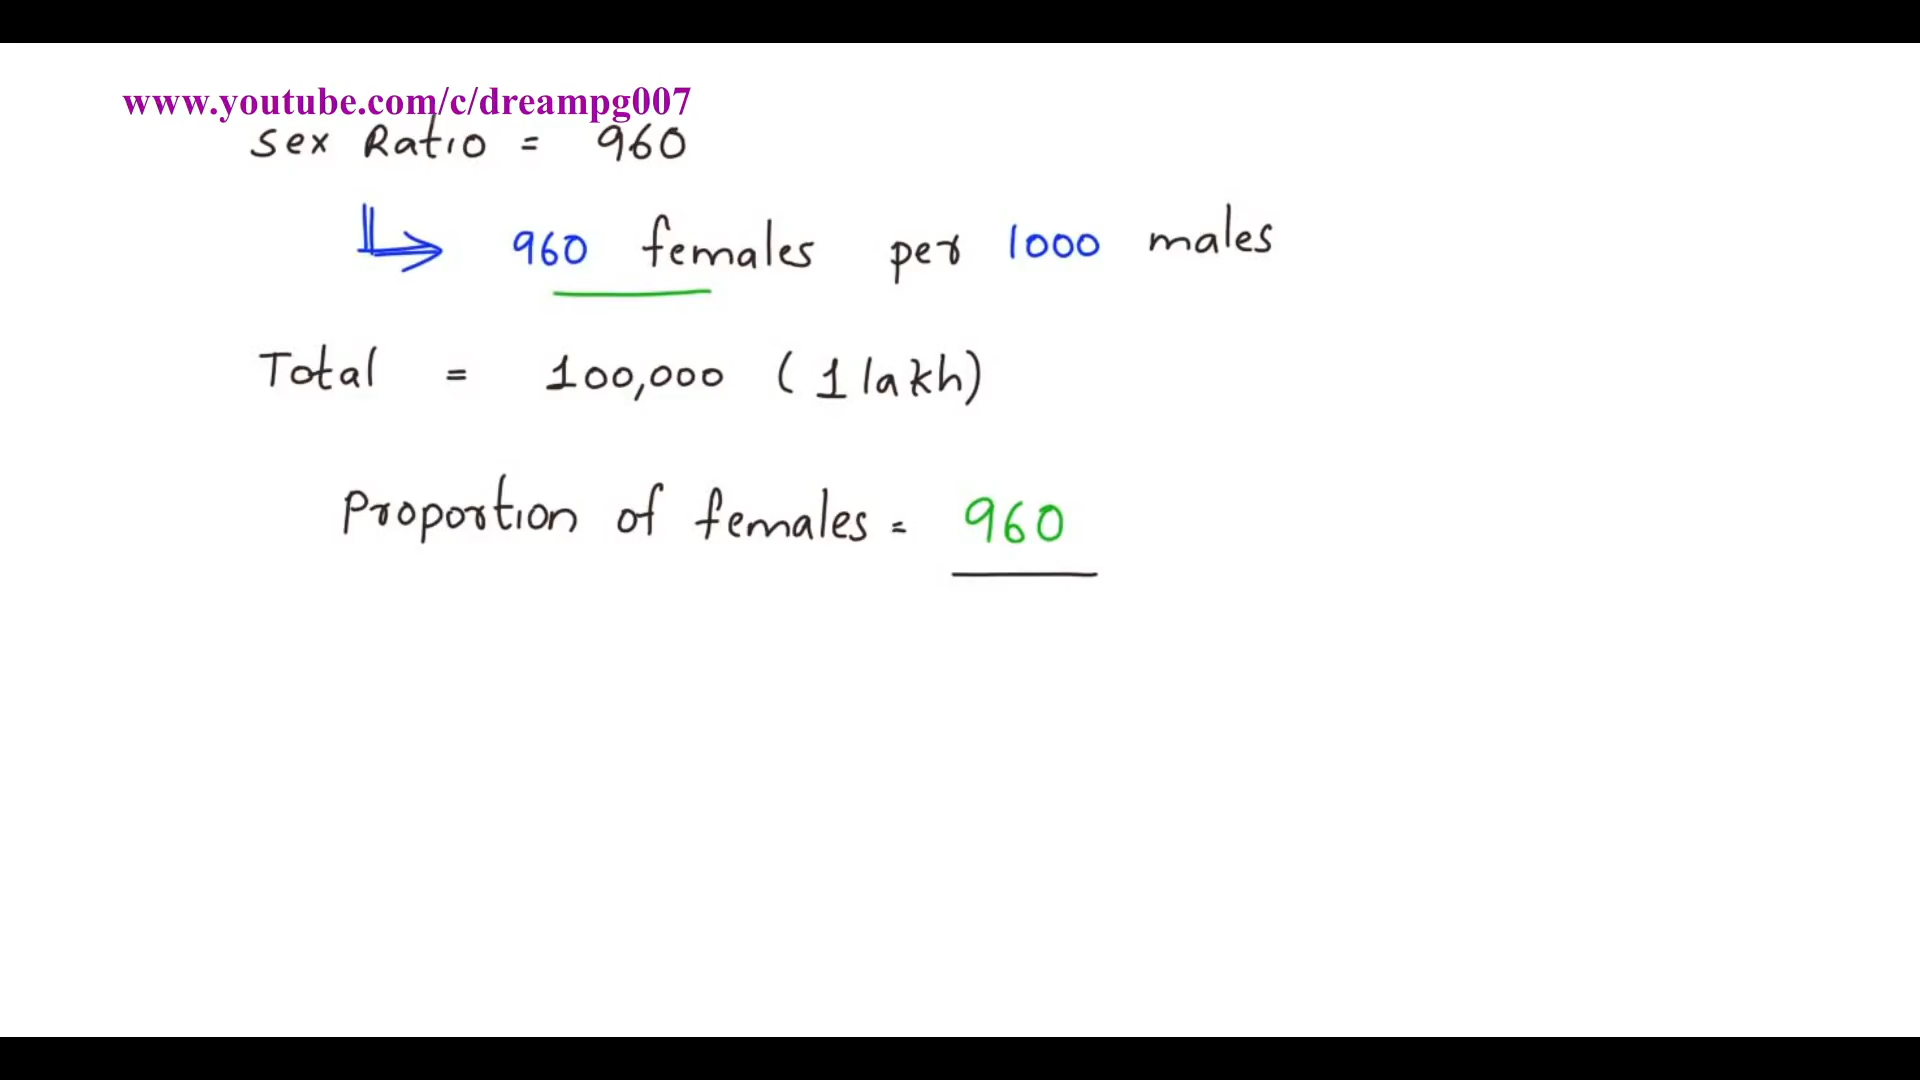 www.youtube.com/c/dreampg007
Sex Ratio = 960
960 females per 1000 males
Total = 100,000 (1 lakh)
Proportion of females = 960